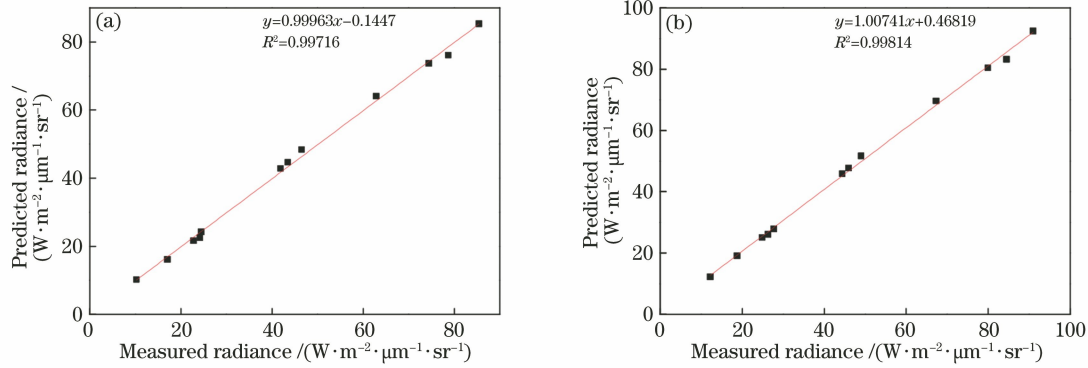 (a)
y=0.99963x−0.1447
R²=0.99716
80
60
40
20
0
0 20 40 60 80
Predicted radiance /
(W·m⁻²·μm⁻¹·sr⁻¹)
Measured radiance /(W·m⁻²·μm⁻¹·sr⁻¹)
(b)
y=1.00741x+0.46819
R²=0.99814
100
80
60
40
20
0
0 20 40 60 80 100
Predicted radiance
(W·m⁻²·μm⁻¹·sr⁻¹)
Measured radiance /(W·m⁻²·μm⁻¹·sr⁻¹)